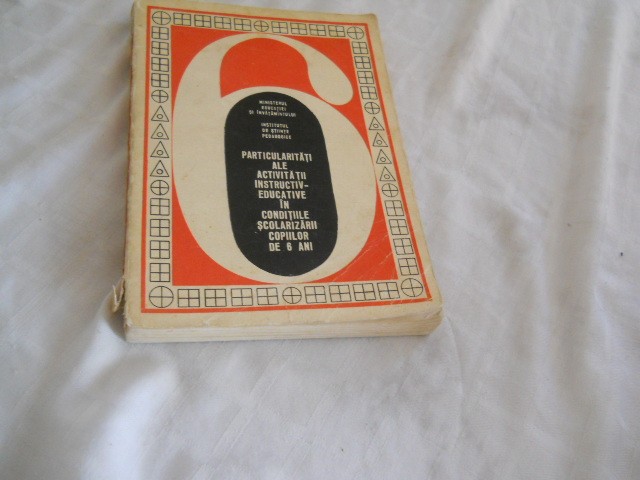 6
MINISTERUL
EDUCAȚIEI
ȘI ÎNVĂȚĂMÎNTULUI
INSTITUTUL
DE ȘTIINȚE
PEDAGOGICE
PARTICULARITĂȚI
ALE
ACTIVITĂȚII
INSTRUCTIV-
EDUCATIVE
ÎN
CONDIȚIILE
ȘCOLARIZĂRII
COPIILOR
DE 6 ANI